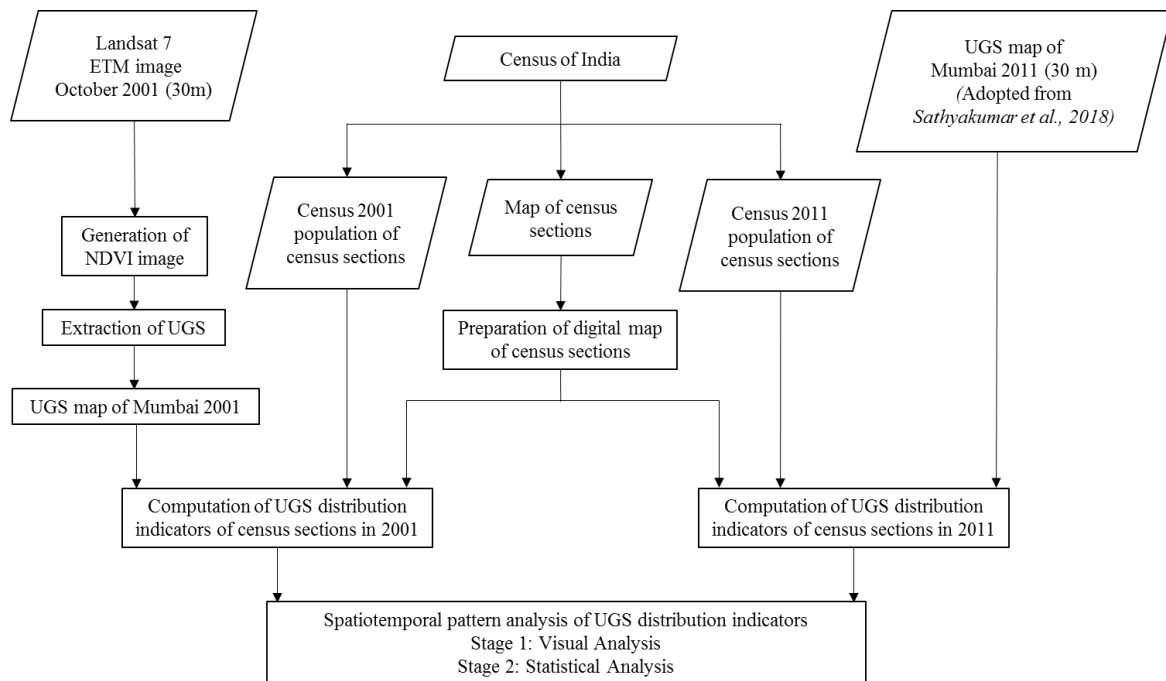 Landsat 7
ETM image
October 2001 (30m)
Census of India
UGS map of
Mumbai 2011 (30 m)
(Adopted from
Sathyakumar et al., 2018)
Census 2001
population of
census sections
Map of census
sections
Census 2011
population of
census sections
Generation of
NDVI image
Extraction of UGS
Preparation of digital map
of census sections
UGS map of Mumbai 2001
Computation of UGS distribution
indicators of census sections in 2001
Computation of UGS distribution
indicators of census sections in 2011
Spatiotemporal pattern analysis of UGS distribution indicators
Stage 1: Visual Analysis
Stage 2: Statistical Analysis